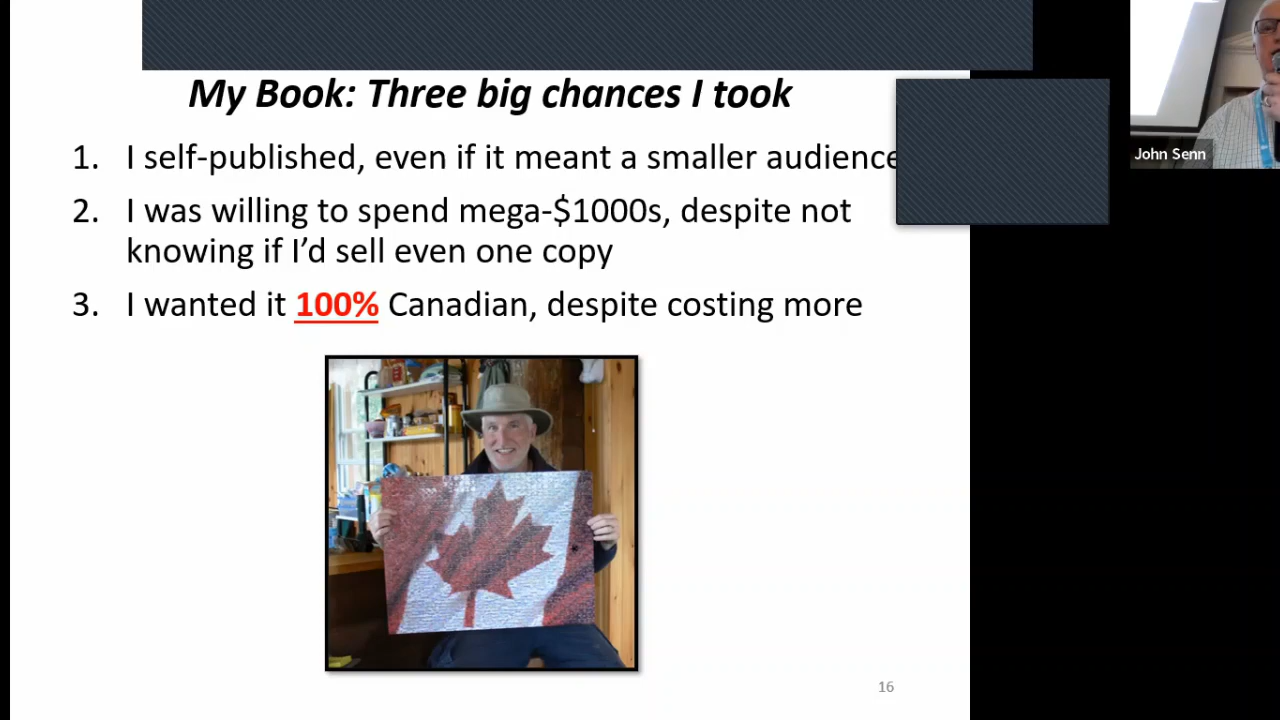 My Book: Three big chances I took
1. I self-published, even if it meant a smaller audience
2. I was willing to spend mega-$1000s, despite not
knowing if I’d sell even one copy
3. I wanted it 100% Canadian, despite costing more
John Senn
16